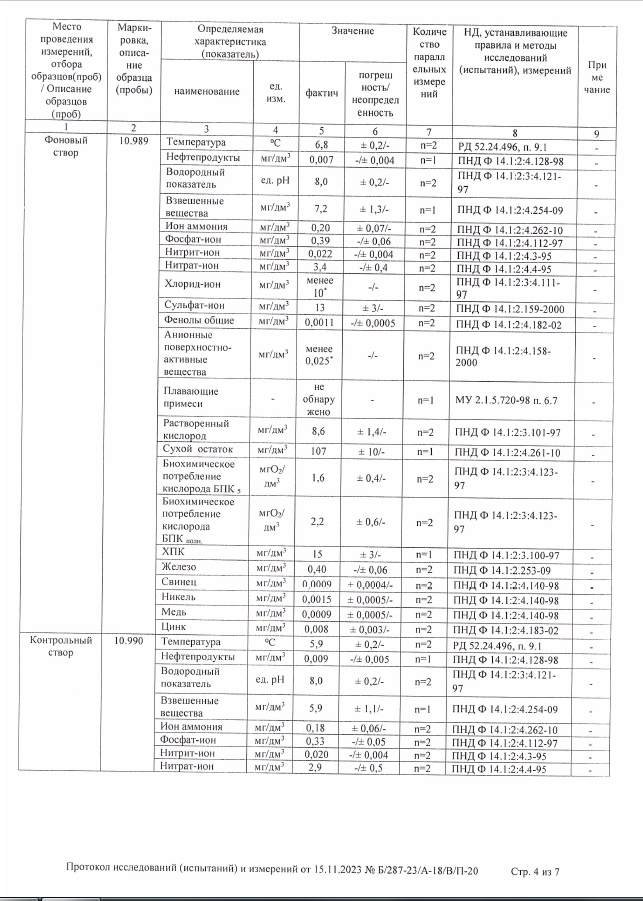 Место проведения измерений, отбора образцов(проб) / Описание образцов (проб) | Марки-ровка, описа-ние образца (пробы) | Определяемая характеристика (показатель) | Значение | Количе ство паралл ельных измере ний | НД, устанавливающие правила и методы исследований (испытаний), измерений | При ме чание
наименование | ед. изм. | фактич | погреш ность/ неопредел енность
1 | 2 | 3 | 4 | 5 | 6 | 7 | 8 | 9
Фоновый створ | 10.989 | Температура | ⁰С | 6,8 | ± 0,2/- | n=2 | РД 52.24.496, п. 9.1 | -
Нефтепродукты | мг/дм³ | 0,007 | -/± 0,004 | n=1 | ПНД Ф 14.1:2:4.128-98 | -
Водородный показатель | ед. pH | 8,0 | ± 0,2/- | n=2 | ПНД Ф 14.1:2:3:4.121-97 | -
Взвешенные вещества | мг/дм³ | 7,2 | ± 1,3/- | n=1 | ПНД Ф 14.1:2:4.254-09 | -
Ион аммония | мг/дм³ | 0,20 | ± 0,07/- | n=2 | ПНД Ф 14.1:2:4.262-10 | -
Фосфат-ион | мг/дм³ | 0,39 | -/± 0,06 | n=2 | ПНД Ф 14.1:2:4.112-97 | -
Нитрит-ион | мг/дм³ | 0,022 | -/± 0,004 | n=2 | ПНД Ф 14.1:2:4.3-95 | -
Нитрат-ион | мг/дм³ | 3,4 | -/± 0,4 | n=2 | ПНД Ф 14.1:2:4.4-95 | -
Хлорид-ион | мг/дм³ | менее 10* | -/- | n=2 | ПНД Ф 14.1:2:3:4.111-97 | -
Сульфат-ион | мг/дм³ | 13 | ± 3/- | n=2 | ПНД Ф 14.1:2.159-2000 | -
Фенолы общие | мг/дм³ | 0,0011 | -/± 0,0005 | n=2 | ПНД Ф 14.1:2:4.182-02 | -
Анионные поверхностно-активные вещества | мг/дм³ | менее 0,025* | -/- | n=2 | ПНД Ф 14.1:2:4.158-2000 | -
Плавающие примеси | - | не обнару жено | - | n=1 | МУ 2.1.5.720-98 п. 6.7 | -
Растворенный кислород | мг/дм³ | 8,6 | ± 1,4/- | n=2 | ПНД Ф 14.1:2:3.101-97 | -
Сухой остаток | мг/дм³ | 107 | ± 10/- | n=1 | ПНД Ф 14.1:2:4.261-10 | -
Биохимическое потребление кислорода БПК 5 | мгО₂/дм³ | 1,6 | ± 0,4/- | n=2 | ПНД Ф 14.1:2:3:4.123-97 | -
Биохимическое потребление кислорода БПК полн. | мгО₂/дм³ | 2,2 | ± 0,6/- | n=2 | ПНД Ф 14.1:2:3:4.123-97 | -
ХПК | мг/дм³ | 15 | ± 3/- | n=1 | ПНД Ф 14.1:2:3.100-97 | -
Железо | мг/дм³ | 0,40 | -/± 0,06 | n=2 | ПНД Ф 14.1:2.253-09 | -
Свинец | мг/дм³ | 0,0009 | ± 0,0004/- | n=2 | ПНД Ф 14.1:2:4.140-98 | -
Никель | мг/дм³ | 0,0015 | ± 0,0005/- | n=2 | ПНД Ф 14.1:2:4.140-98 | -
Медь | мг/дм³ | 0,0009 | ± 0,0005/- | n=2 | ПНД Ф 14.1:2:4.140-98 | -
Цинк | мг/дм³ | 0,008 | ± 0,003/- | n=2 | ПНД Ф 14.1:2:4.183-02 | -
Контрольный створ | 10.990 | Температура | ⁰С | 5,9 | ± 0,2/- | n=2 | РД 52.24.496, п. 9.1 | -
Нефтепродукты | мг/дм³ | 0,009 | -/± 0,005 | n=1 | ПНД Ф 14.1:2:4.128-98 | -
Водородный показатель | ед. pH | 8,0 | ± 0,2/- | n=2 | ПНД Ф 14.1:2:3:4.121-97 | -
Взвешенные вещества | мг/дм³ | 5,9 | ± 1,1/- | n=1 | ПНД Ф 14.1:2:4.254-09 | -
Ион аммония | мг/дм³ | 0,18 | ± 0,06/- | n=2 | ПНД Ф 14.1:2:4.262-10 | -
Фосфат-ион | мг/дм³ | 0,33 | -/± 0,05 | n=2 | ПНД Ф 14.1:2:4.112-97 | -
Нитрит-ион | мг/дм³ | 0,020 | -/± 0,004 | n=2 | ПНД Ф 14.1:2:4.3-95 | -
Нитрат-ион | мг/дм³ | 2,9 | -/± 0,5 | n=2 | ПНД Ф 14.1:2:4.4-95 | -
Протокол исследований (испытаний) и измерений от 15.11.2023 № Б/287-23/А-18/В/П-20 Стр. 4 из 7